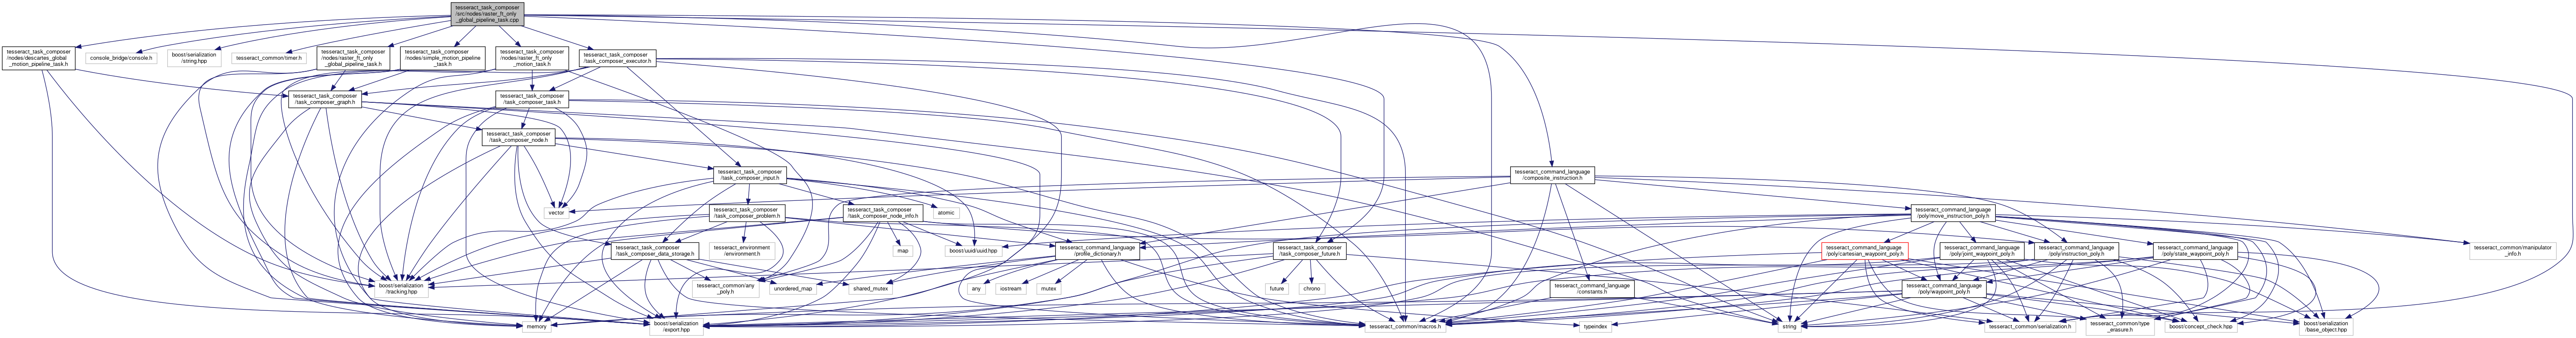 tesseract_task_composer
/src/nodes/raster_ft_only
_global_pipeline_task.cpp
tesseract_task_composer
/nodes/descartes_global
_motion_pipeline_task.h
console_bridge/console.h
boost/serialization
/string.hpp
tesseract_common/timer.h
tesseract_task_composer
/nodes/raster_ft_only
_global_pipeline_task.h
tesseract_task_composer
/nodes/simple_motion_pipeline
_task.h
tesseract_task_composer
/nodes/raster_ft_only
_motion_task.h
tesseract_task_composer
/task_composer_executor.h
tesseract_task_composer
/task_composer_graph.h
tesseract_task_composer
/task_composer_task.h
tesseract_task_composer
/task_composer_node.h
tesseract_task_composer
/task_composer_input.h
tesseract_command_language
/composite_instruction.h
vector
tesseract_task_composer
/task_composer_problem.h
tesseract_task_composer
/task_composer_node_info.h
atomic
tesseract_command_language
/poly/move_instruction_poly.h
tesseract_task_composer
/task_composer_data_storage.h
tesseract_environment
/environment.h
map
boost/uuid/uuid.hpp
tesseract_command_language
/profile_dictionary.h
tesseract_task_composer
/task_composer_future.h
tesseract_command_language
/poly/cartesian_waypoint_poly.h
tesseract_command_language
/poly/joint_waypoint_poly.h
tesseract_command_language
/poly/instruction_poly.h
tesseract_command_language
/poly/state_waypoint_poly.h
tesseract_common/manipulator
_info.h
boost/serialization
/tracking.hpp
tesseract_common/any
_poly.h
unordered_map
shared_mutex
any
iostream
mutex
future
chrono
tesseract_command_language
/constants.h
tesseract_command_language
/poly/waypoint_poly.h
memory
boost/serialization
/export.hpp
tesseract_common/macros.h
typeindex
string
tesseract_common/serialization.h
tesseract_common/type
_erasure.h
boost/concept_check.hpp
boost/serialization
/base_object.hpp